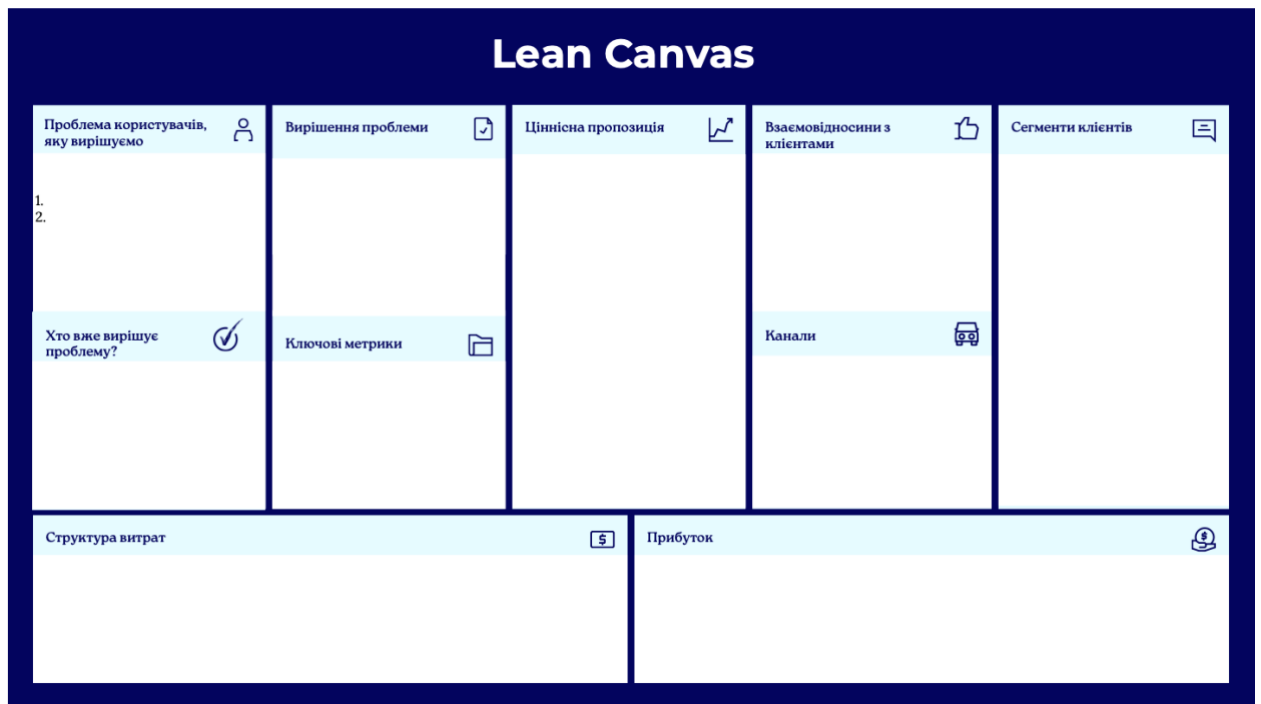 Lean Canvas
Проблема користувачів,
яку вирішуємо
1.
2.
Хто вже вирішує
проблему?
Вирішення проблеми
Ключові метрики
Ціннісна пропозиція
Взаємовідносини з
клієнтами
Канали
Сегменти клієнтів
Структура витрат
$
Прибуток
$